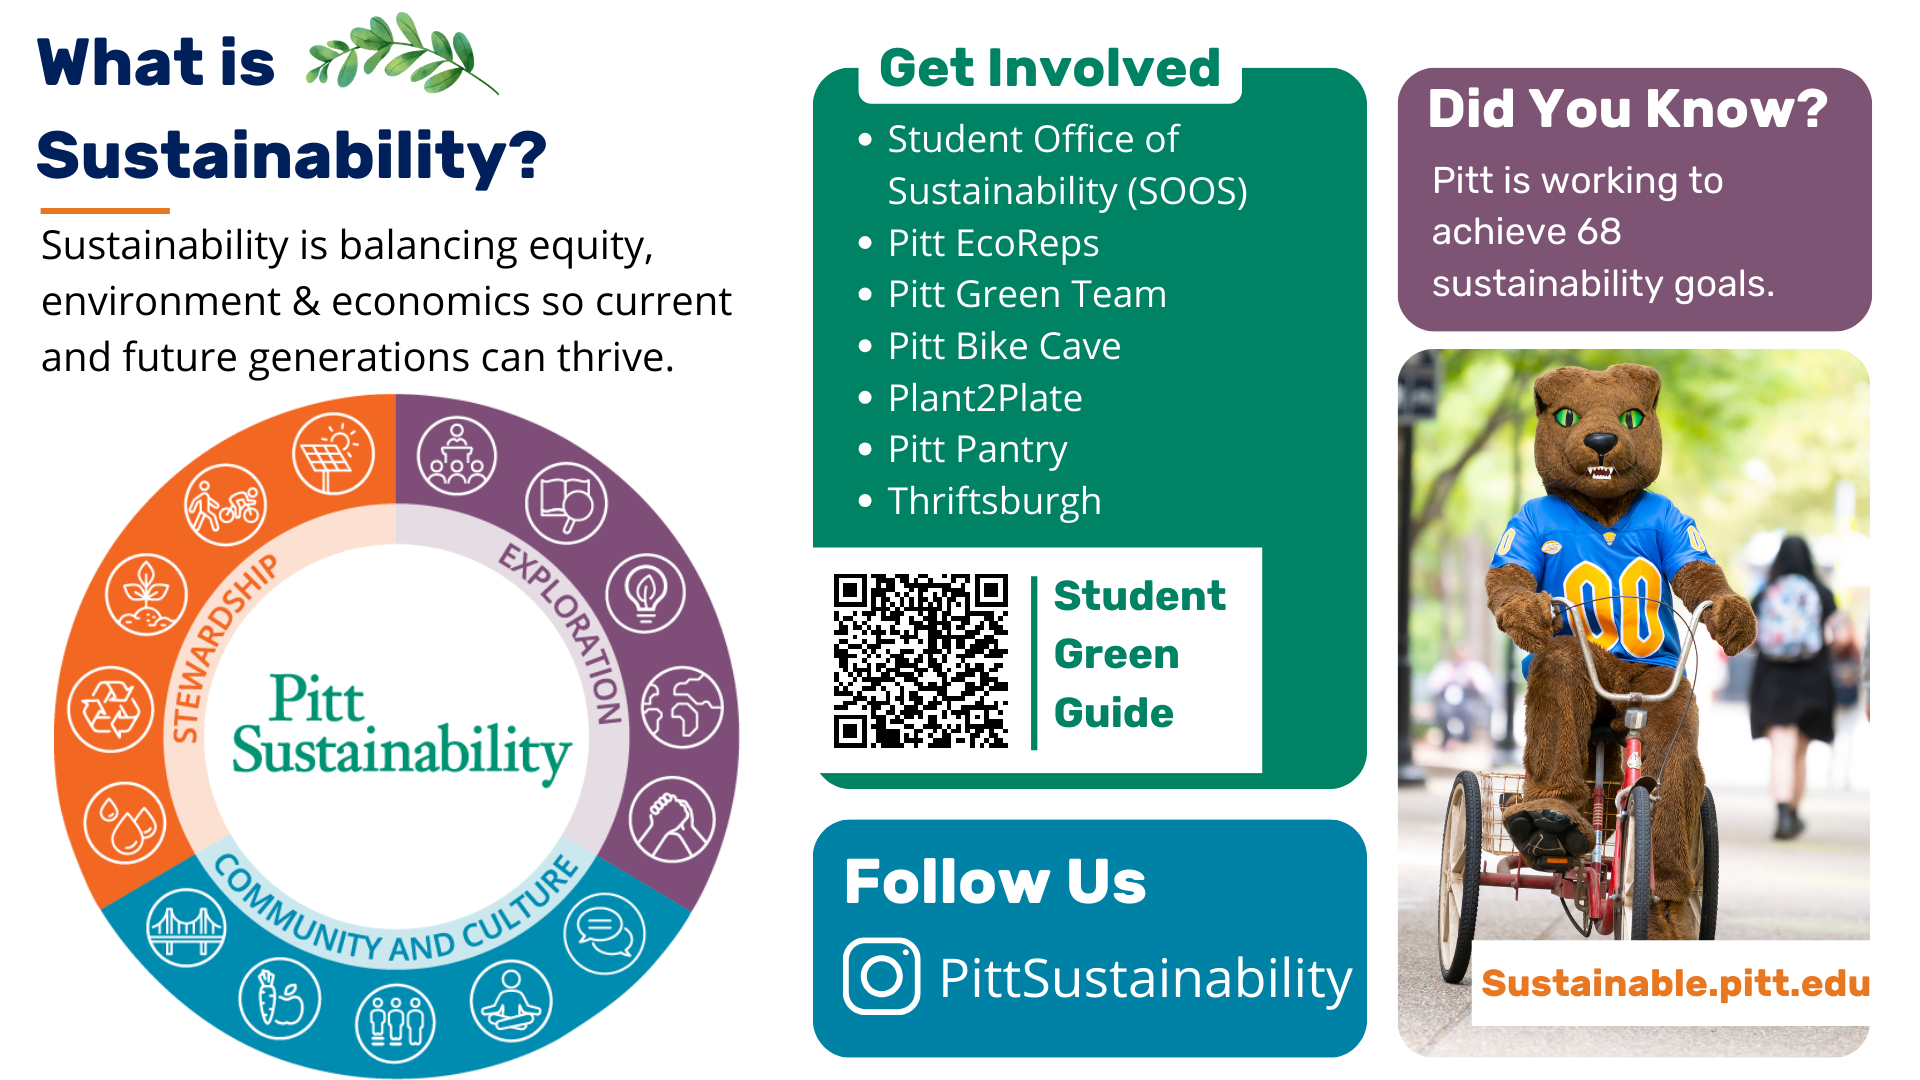 What is
Sustainability?
Sustainability is balancing equity,
environment & economics so current
and future generations can thrive.
STEWARDSHIP
EXPLORATION
COMMUNITY AND CULTURE
Pitt
Sustainability
Get Involved
• Student Office of
Sustainability (SOOS)
• Pitt EcoReps
• Pitt Green Team
• Pitt Bike Cave
• Plant2Plate
• Pitt Pantry
• Thriftsburgh
Student
Green
Guide
Follow Us
PittSustainability
Did You Know?
Pitt is working to
achieve 68
sustainability goals.
00
Sustainable.pitt.edu